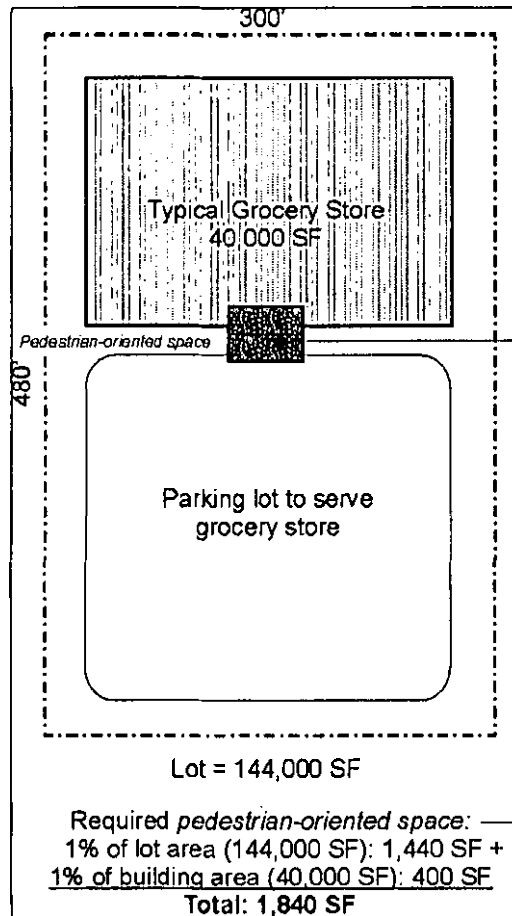 300'
Typical Grocery Store
40,000 SF
Pedestrian-oriented space
480'
Parking lot to serve
grocery store
Lot = 144,000 SF
Required pedestrian-oriented space:
1% of lot area (144,000 SF): 1,440 SF +
1% of building area (40,000 SF): 400 SF
Total: 1,840 SF